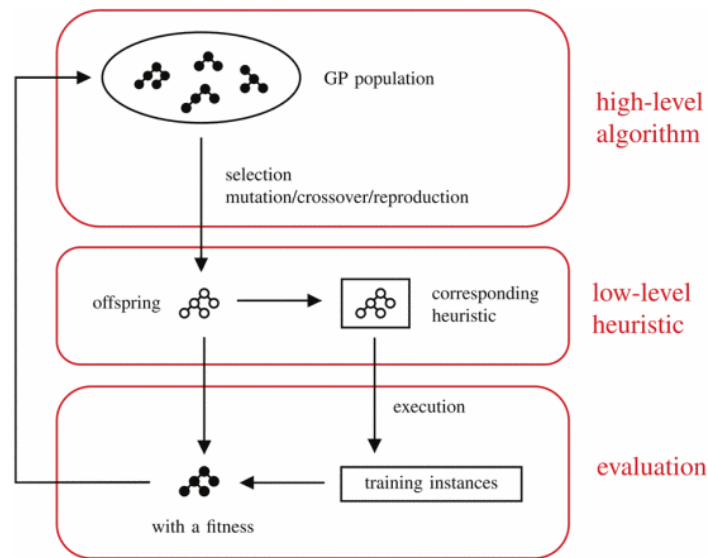 GP population
high-level
algorithm
selection
mutation/crossover/reproduction
offspring
corresponding
heuristic
low-level
heuristic
execution
training instances
evaluation
with a fitness